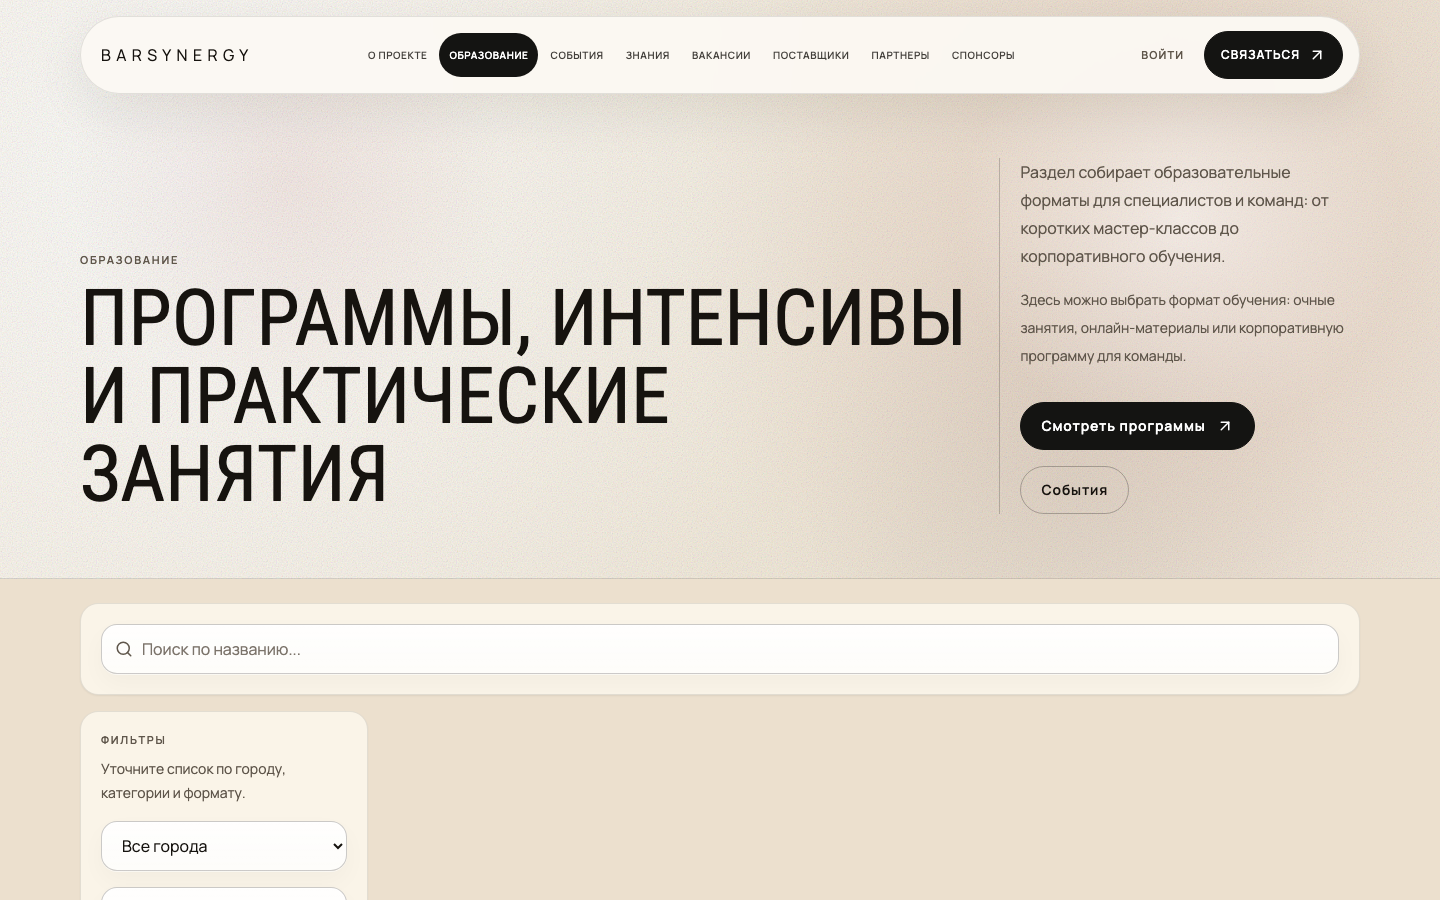 BARSYNERGY
О ПРОЕКТЕ
ОБРАЗОВАНИЕ
СОБЫТИЯ
ЗНАНИЯ
ВАКАНСИИ
ПОСТАВЩИКИ
ПАРТНЕРЫ
СПОНСОРЫ
ВОЙТИ
СВЯЗАТЬСЯ
ОБРАЗОВАНИЕ
ПРОГРАММЫ, ИНТЕНСИВЫ
И ПРАКТИЧЕСКИЕ
ЗАНЯТИЯ
Раздел собирает образовательные
форматы для специалистов и команд: от
коротких мастер-классов до
корпоративного обучения.
Здесь можно выбрать формат обучения: очные
занятия, онлайн-материалы или корпоративную
программу для команды.
Смотреть программы
События
Поиск по названию...
ФИЛЬТРЫ
Уточните список по городу,
категории и формату.
Все города